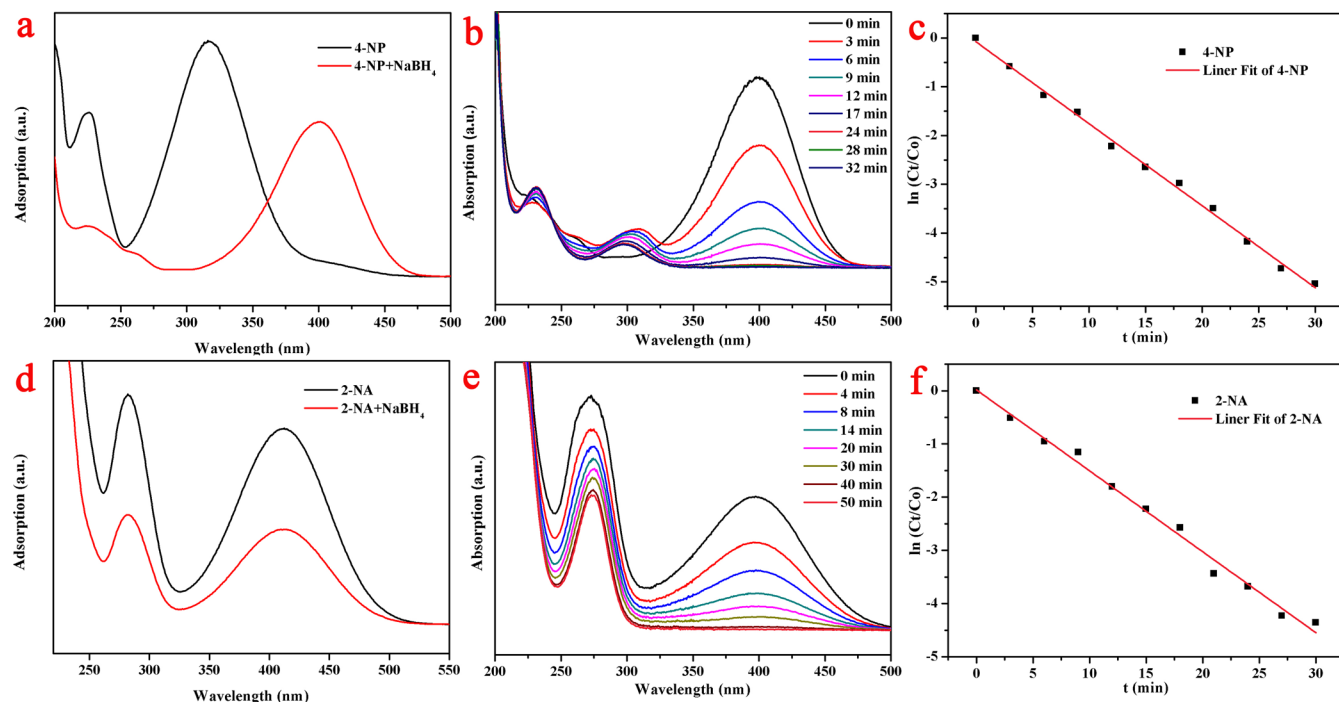 a
4-NP
4-NP+NaBH4
Adsorption (a.u.)
200 250 300 350 400 450 500
Wavelength (nm)
b
0 min
3 min
6 min
9 min
12 min
17 min
24 min
28 min
32 min
Absorption (a.u.)
200 250 300 350 400 450 500
Wavelength (nm)
c
4-NP
Liner Fit of 4-NP
ln (Ct/Co)
0
-1
-2
-3
-4
-5
0 5 10 15 20 25 30
t (min)
d
2-NA
2-NA+NaBH4
Adsorption (a.u.)
250 300 350 400 450 500 550
Wavelength (nm)
e
0 min
4 min
8 min
14 min
20 min
30 min
40 min
50 min
Absorption (a.u.)
200 250 300 350 400 450 500
Wavelength (nm)
f
2-NA
Liner Fit of 2-NA
ln (Ct/Co)
0
-1
-2
-3
-4
-5
0 5 10 15 20 25 30
t (min)